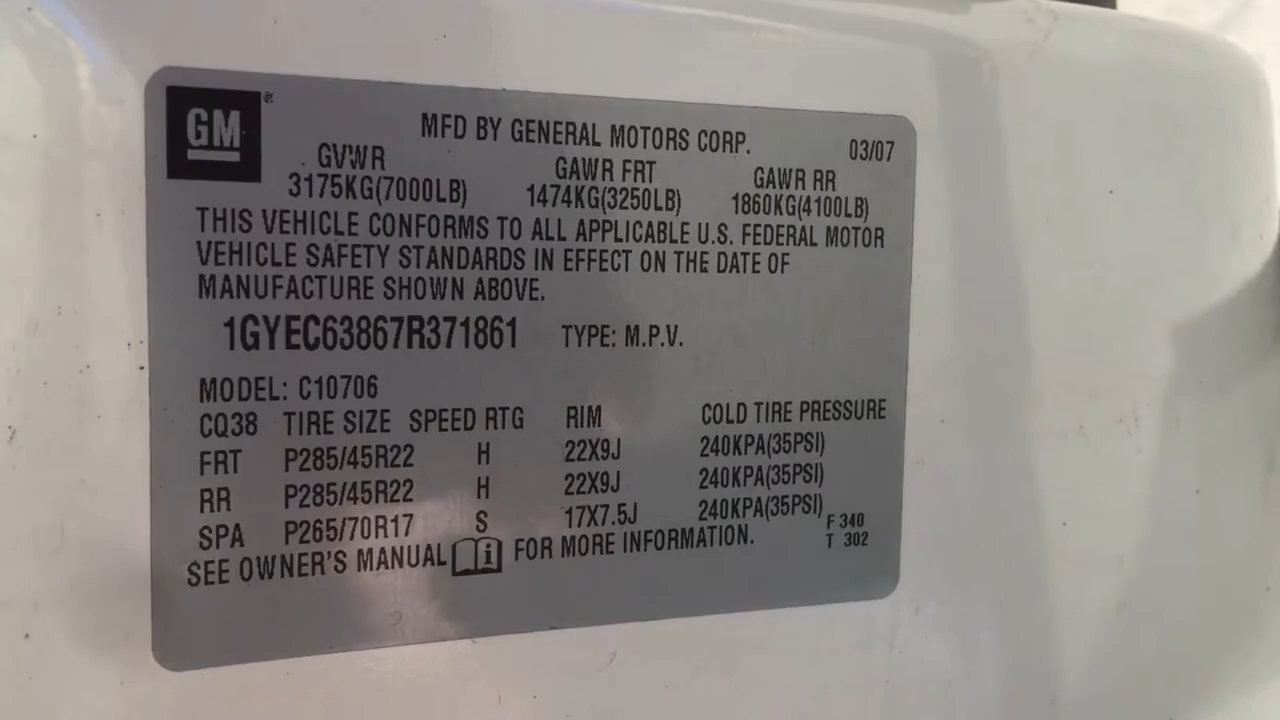 GM®
MFD BY GENERAL MOTORS CORP. 03/07
GVWR GAWR FRT GAWR RR
3175KG(7000LB) 1474KG(3250LB) 1860KG(4100LB)
THIS VEHICLE CONFORMS TO ALL APPLICABLE U.S. FEDERAL MOTOR
VEHICLE SAFETY STANDARDS IN EFFECT ON THE DATE OF
MANUFACTURE SHOWN ABOVE.
1GYEC63867R371861 TYPE: M.P.V.
MODEL: C10706
CQ38 TIRE SIZE SPEED RTG RIM COLD TIRE PRESSURE
FRT P285/45R22 H 22X9J 240KPA(35PSI)
RR P285/45R22 H 22X9J 240KPA(35PSI)
SPA P265/70R17 S 17X7.5J 240KPA(35PSI)
F 340
T 302
SEE OWNER'S MANUAL i FOR MORE INFORMATION.